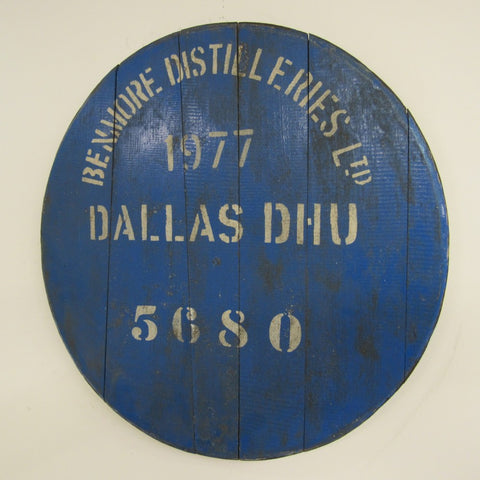 BENMORE DISTILLERIES LTD
1977
DALLAS DHU
5680